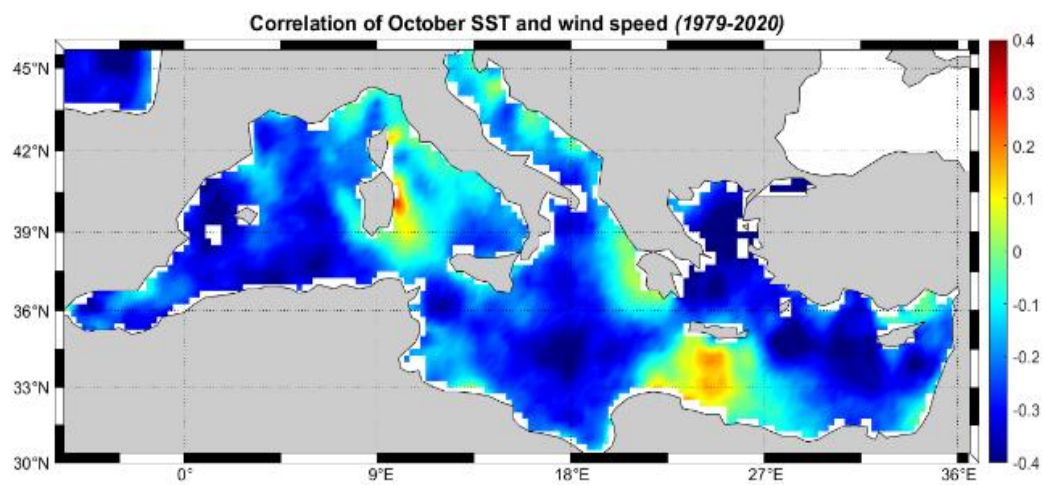 Correlation of October SST and wind speed (1979-2020)
45°N
42°N
39°N
36°N
33°N
30°N
0°
9°E
18°E
27°E
36°E
0.4
0.3
0.2
0.1
0
-0.1
-0.2
-0.3
-0.4